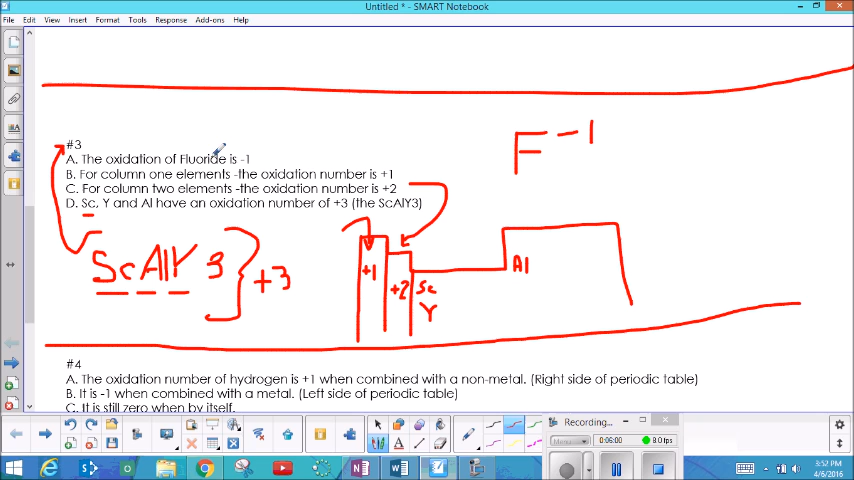 Untitled * - SMART Notebook
File Edit View Insert Format Tools Response Add-ons Help
F -1
#3
A. The oxidation of Fluoride is -1
B. For column one elements -the oxidation number is +1
C. For column two elements -the oxidation number is +2
D. Sc, Y and Al have an oxidation number of +3 (the ScAlY3)
ScAlY 3 +3
+1 +2 Sc Al
Y
#4
A. The oxidation number of hydrogen is +1 when combined with a non-metal. (Right side of periodic table)
B. It is -1 when combined with a metal. (Left side of periodic table)
C. It is still zero when by itself.
Recording...
Menu 0:06:00 8.0 fps
3:52 PM
4/6/2016